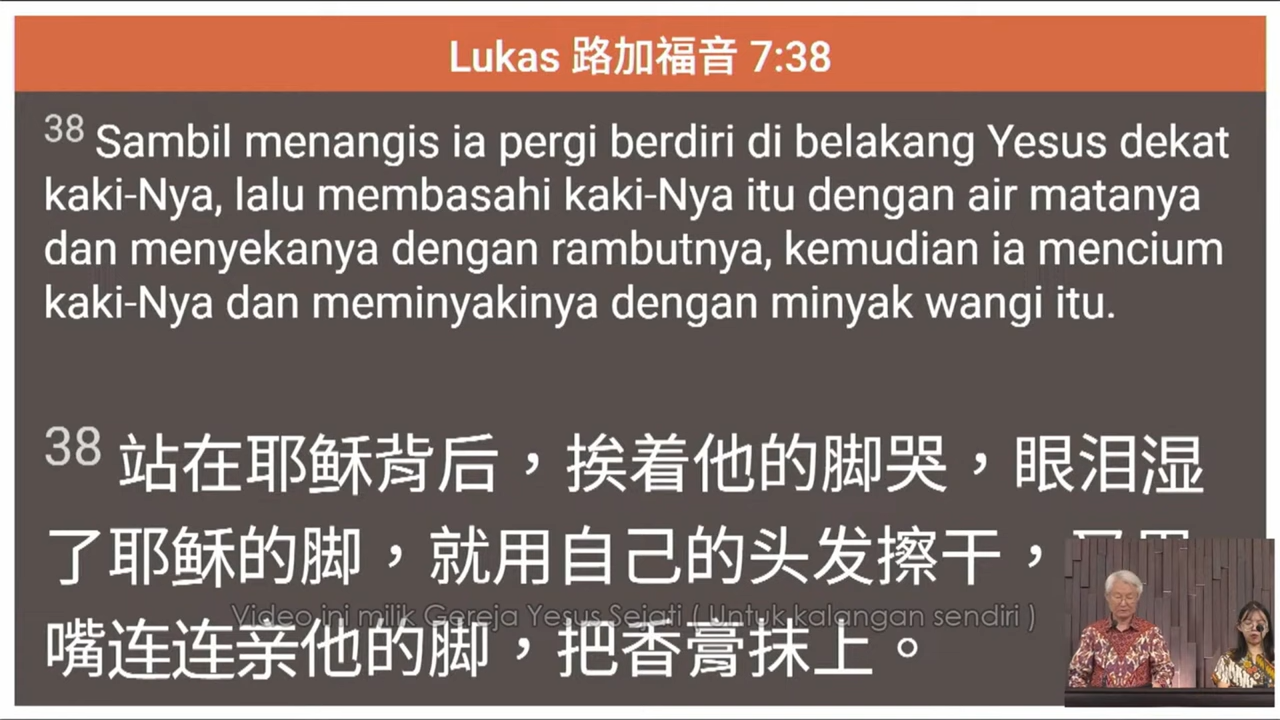 Lukas 路加福音 7:38
38 Sambil menangis ia pergi berdiri di belakang Yesus dekat
kaki-Nya, lalu membasahi kaki-Nya itu dengan air matanya
dan menyekanya dengan rambutnya, kemudian ia mencium
kaki-Nya dan meminyakinya dengan minyak wangi itu.
38 站在耶稣背后，挨着他的脚哭，眼泪湿
了耶稣的脚，就用自己的头发擦干，
Video ini milik Gereja Yesus Sejati ( Untuk kalangan sendiri )
嘴连连亲他的脚，把香膏抹上。